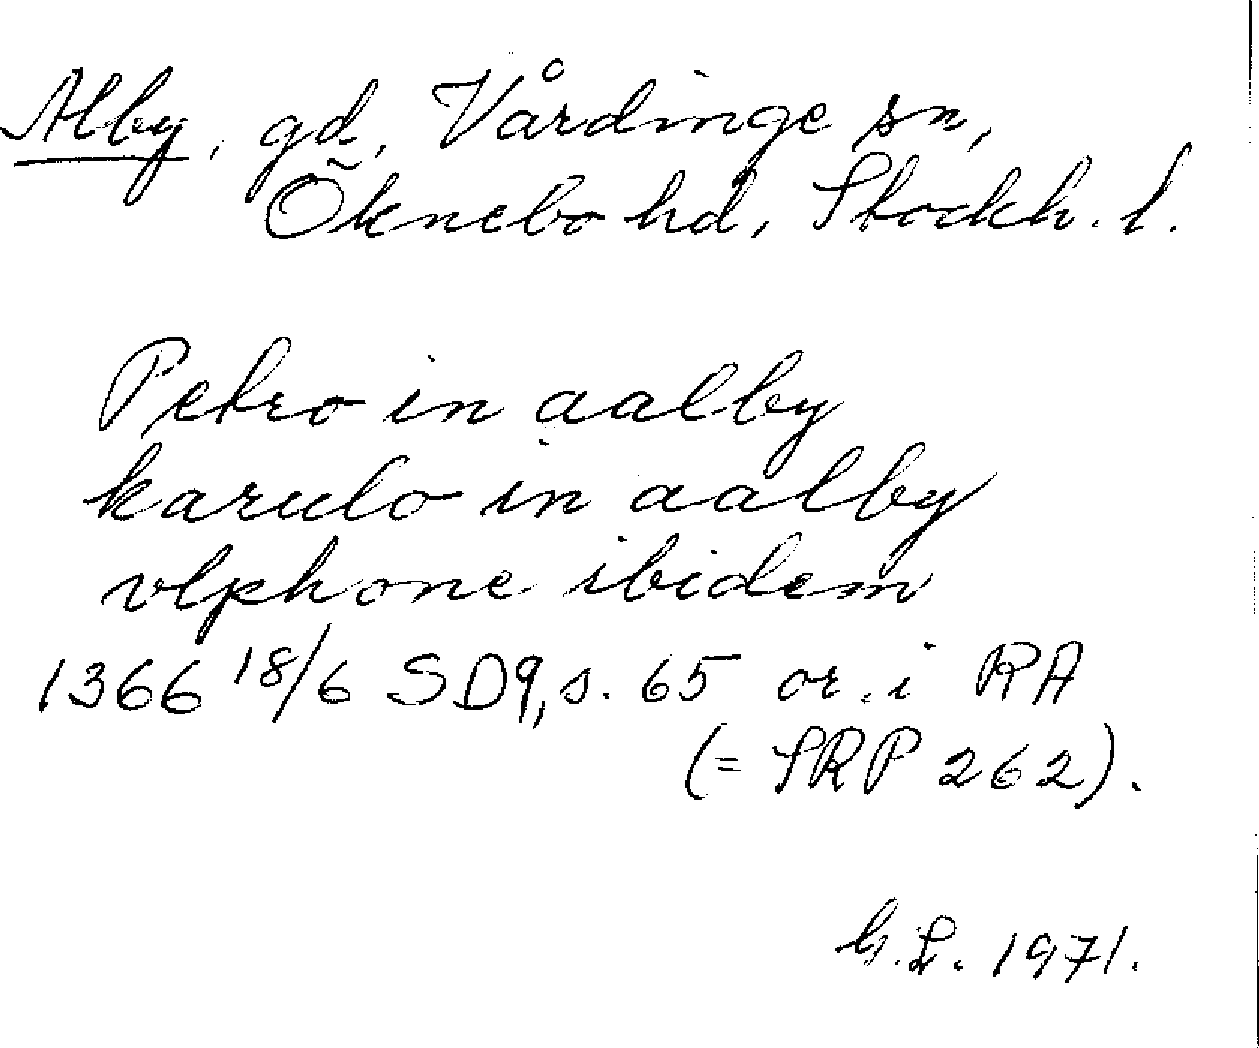 Alby, gd, Vårdinge sn,
Öknebo hd, Stockh. l.
Petro in aalby
karulo in aalby
vlphone ibidem
1366 18/6 SD9, s. 65 or. i RA
(= SRP 262).
G.L. 1971.